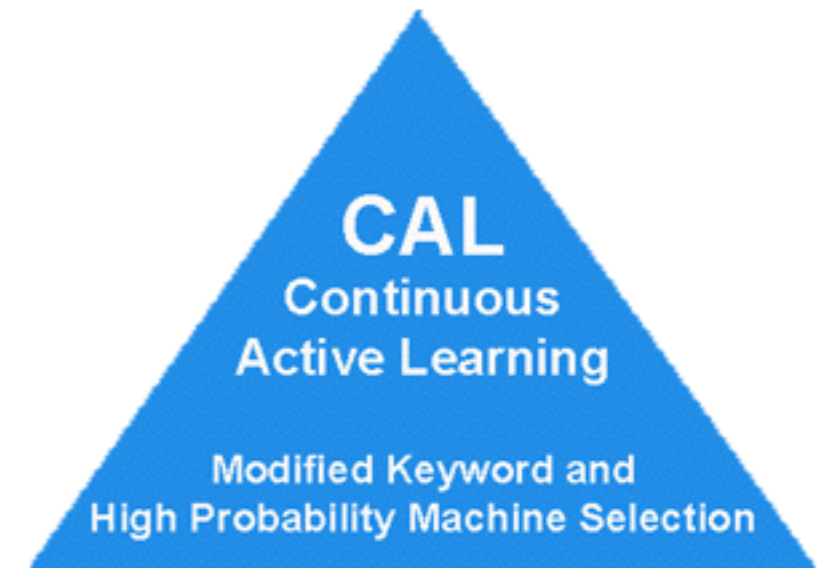 CAL
Continuous
Active Learning
Modified Keyword and
High Probability Machine Selection